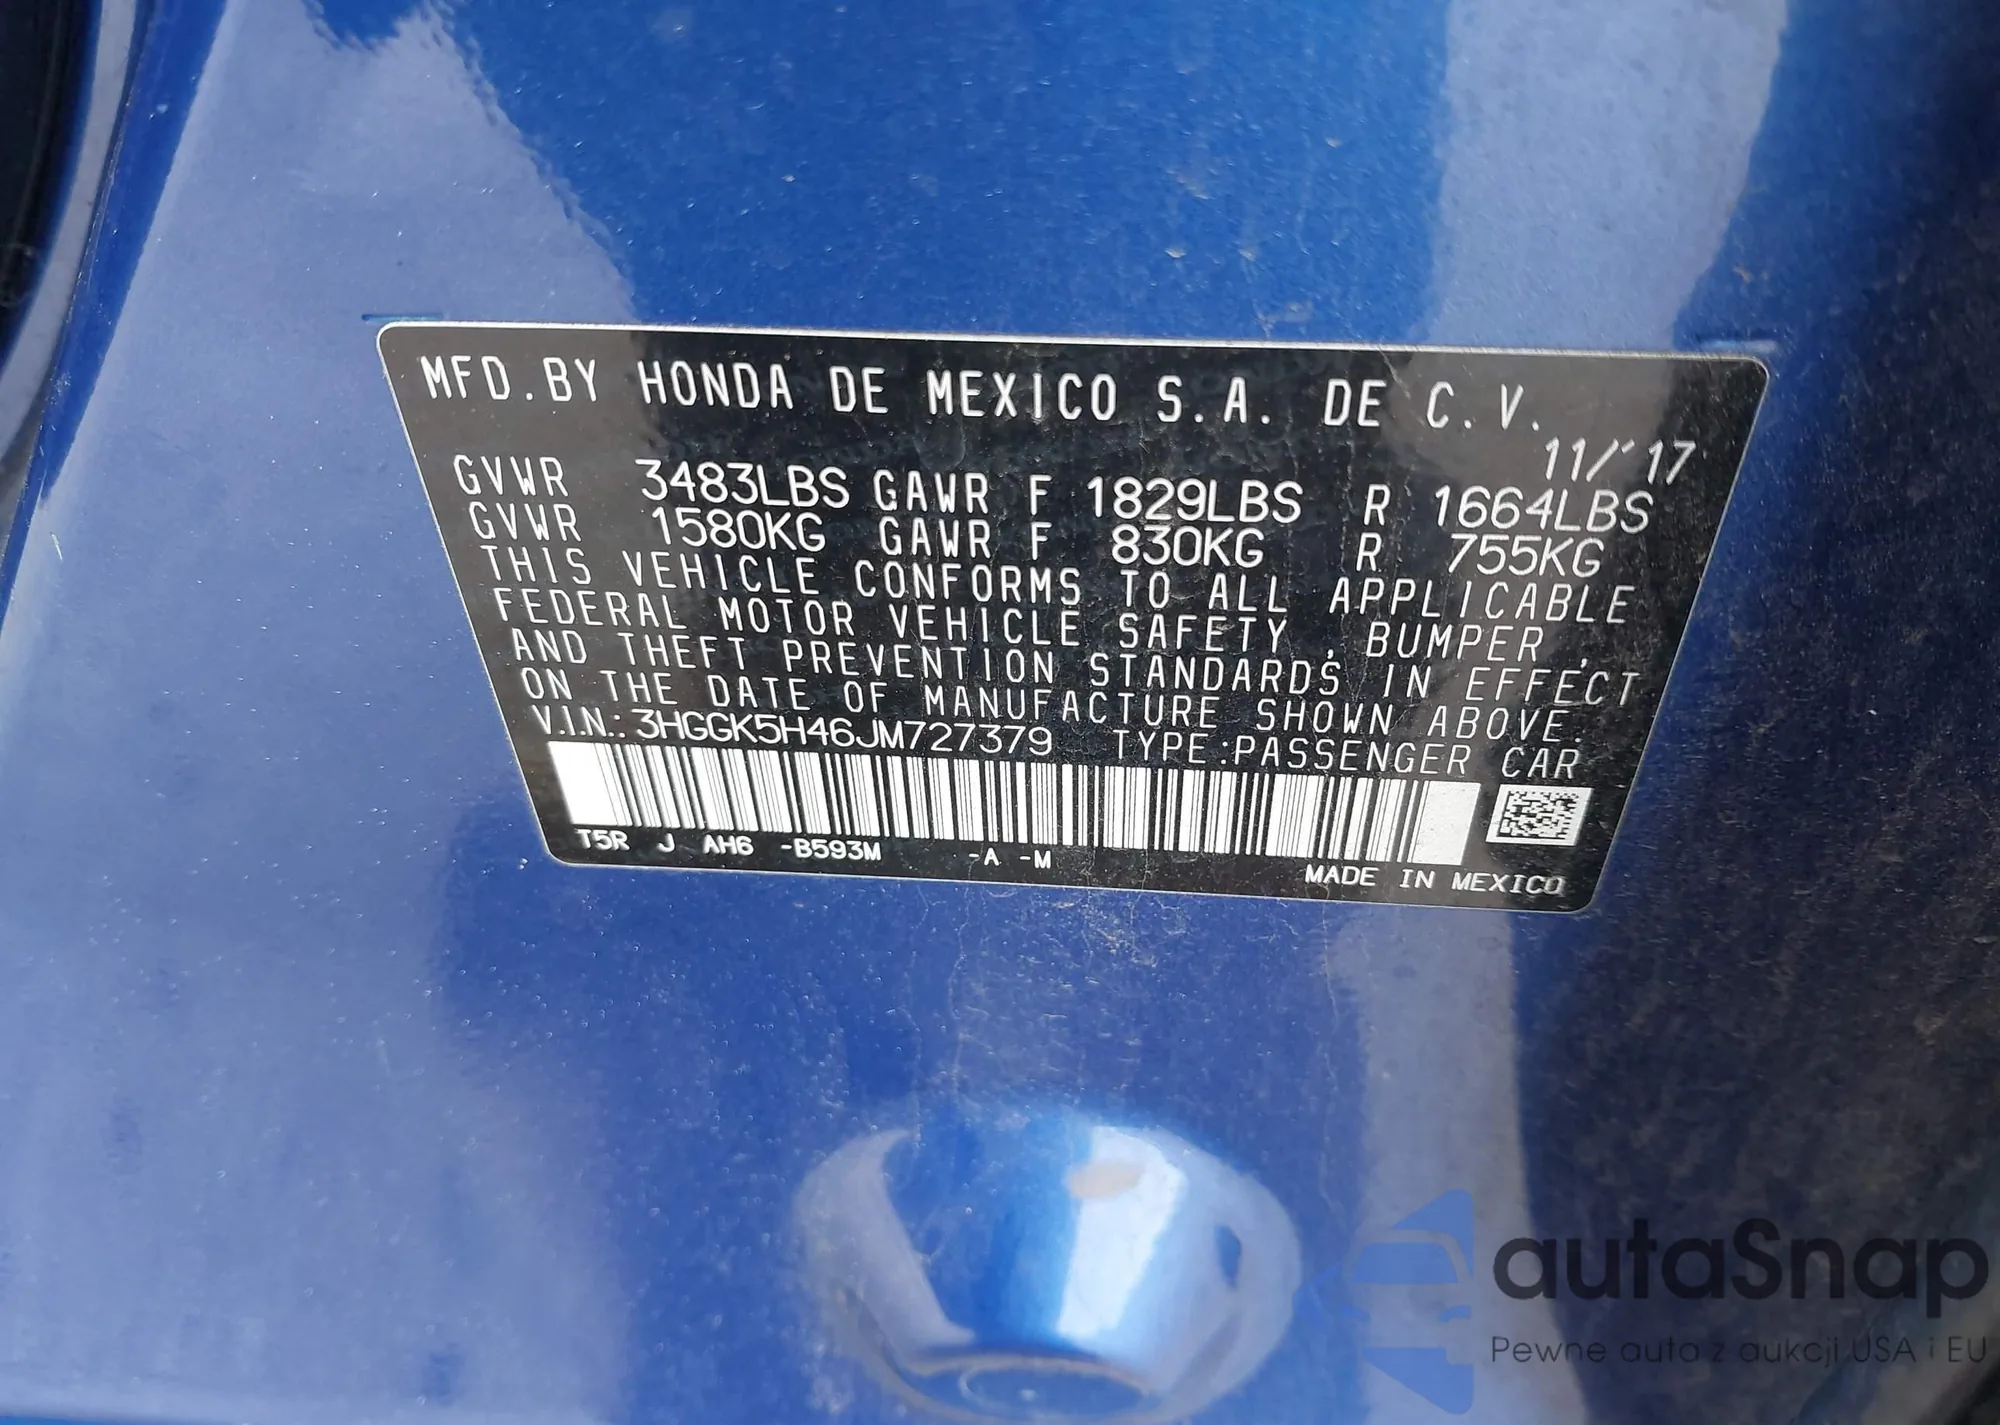 MFD.BY HONDA DE MEXICO S.A. DE C.V.
11/'17
GVWR 3483LBS GAWR F 1829LBS R 1664LBS
GVWR 1580KG GAWR F 830KG R 755KG
THIS VEHICLE CONFORMS TO ALL APPLICABLE
FEDERAL MOTOR VEHICLE SAFETY, BUMPER,
AND THEFT PREVENTION STANDARDS IN EFFECT
ON THE DATE OF MANUFACTURE SHOWN ABOVE.
V.I.N.: 3HGGK5H46JM727379 TYPE:PASSENGER CAR
T5R J AH6 -B593M -A -M
MADE IN MEXICO
autaSnap
Pewne auta z aukcji USA i EU